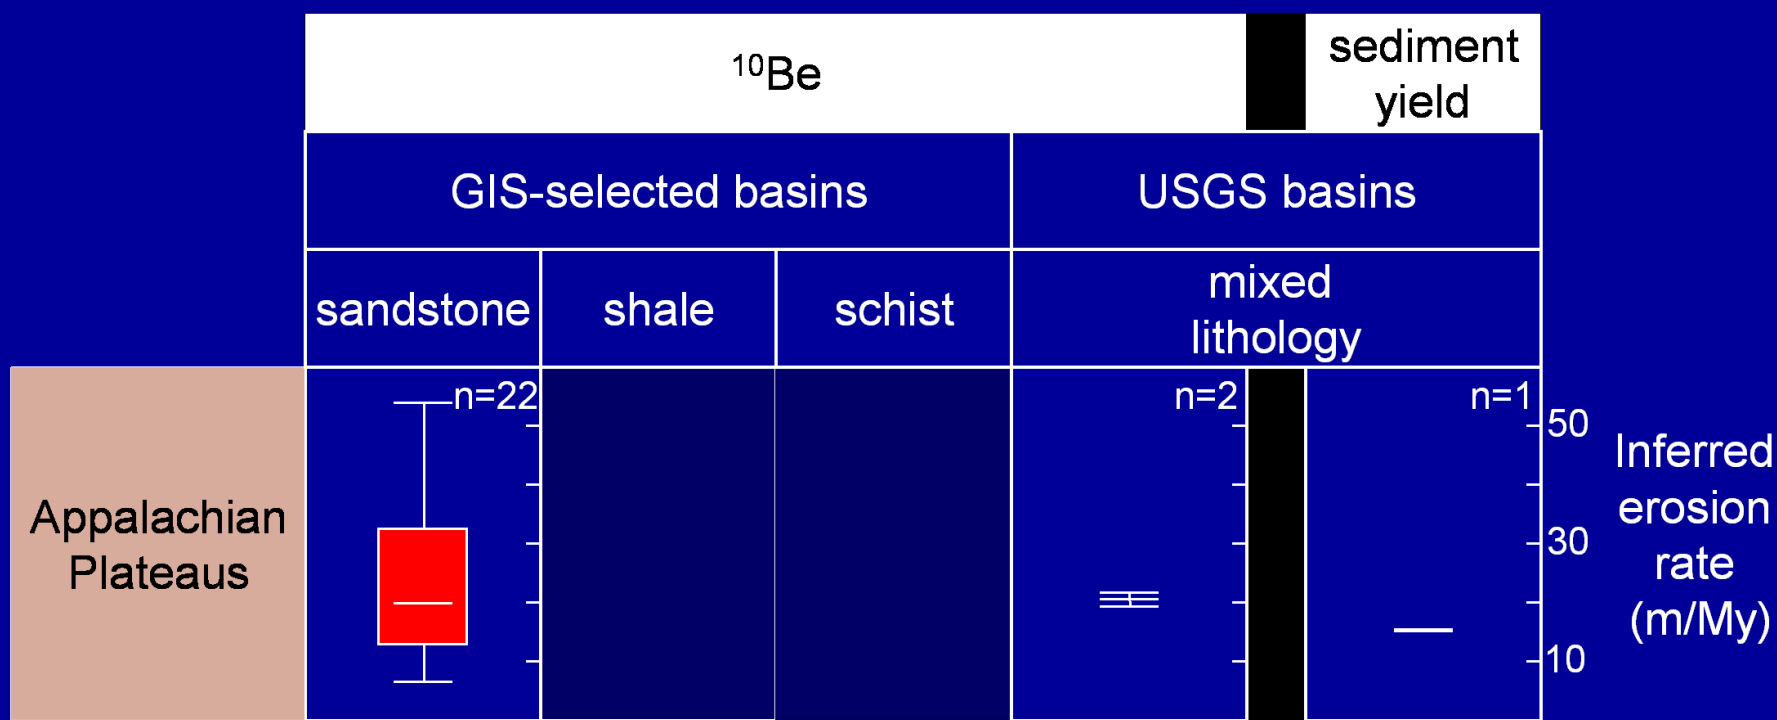 ¹⁰Be
sediment
yield
GIS-selected basins
USGS basins
sandstone
shale
schist
mixed
lithology
Appalachian
Plateaus
n=22
n=2
n=1
50
30
10
Inferred
erosion
rate
(m/My)